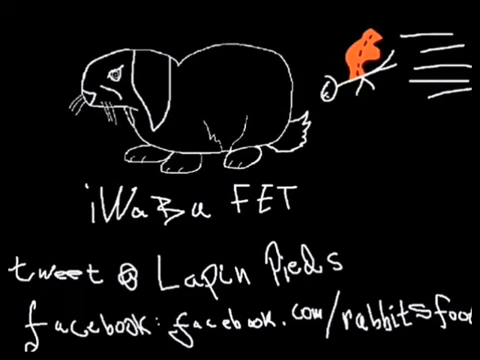 iWaBu FET
tweet @ Lapin Pieds
facebook: facebook.com/rabbitsfoo